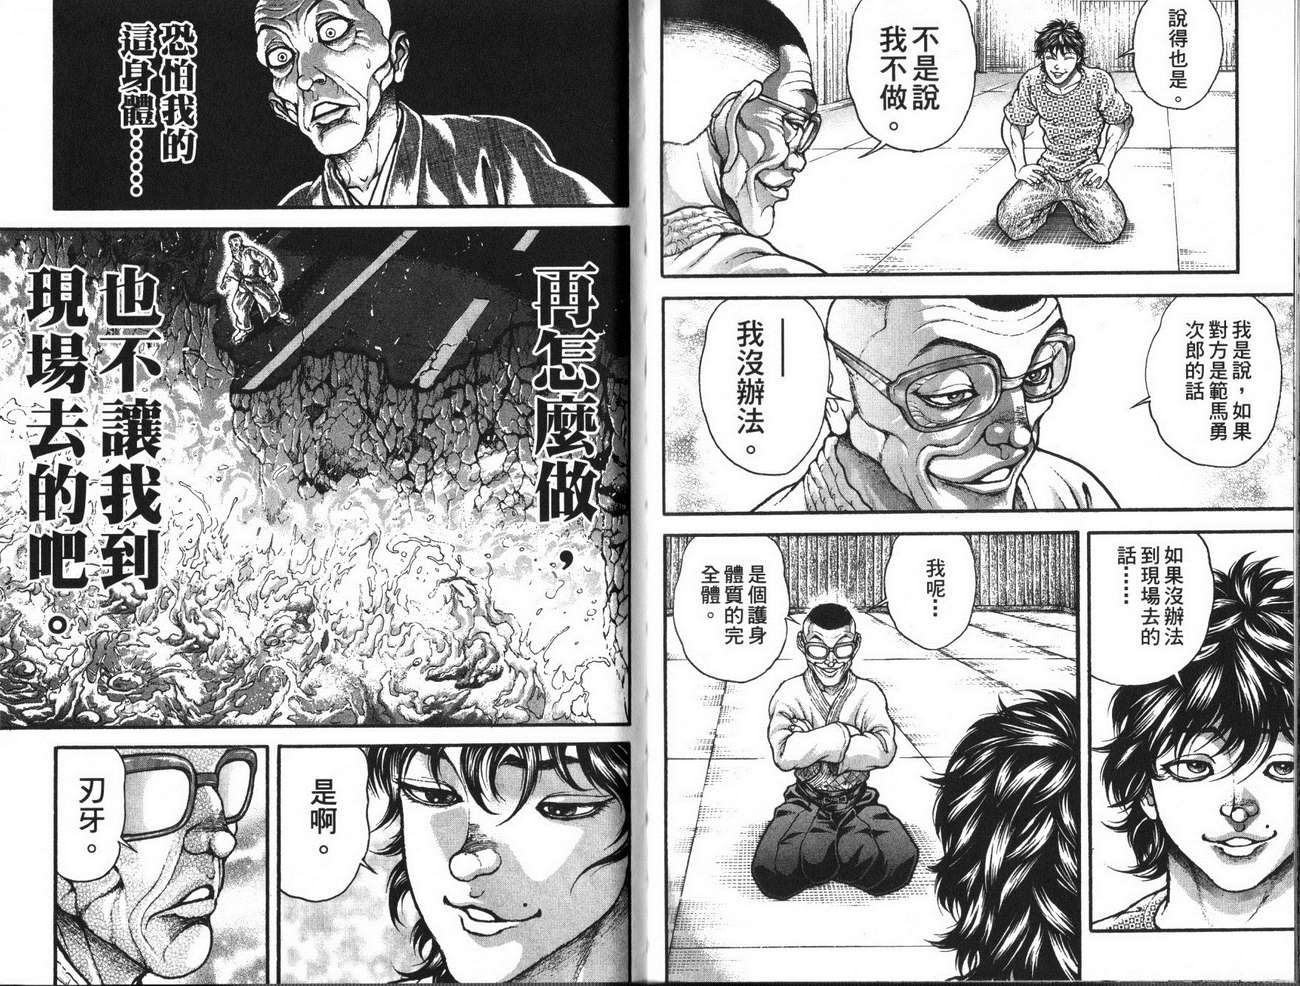 說得也是。
不是說
我不做。
我是說，如果
對方是範馬勇
次郎的話
——
我沒辦法。
如果沒辦法
到現場去的
話……
我呢…
是個護身
體質的完
全體。
恐怕我的
這身體……
再怎麼做，
也不讓我到
現場去的吧。
是啊。
刃牙。